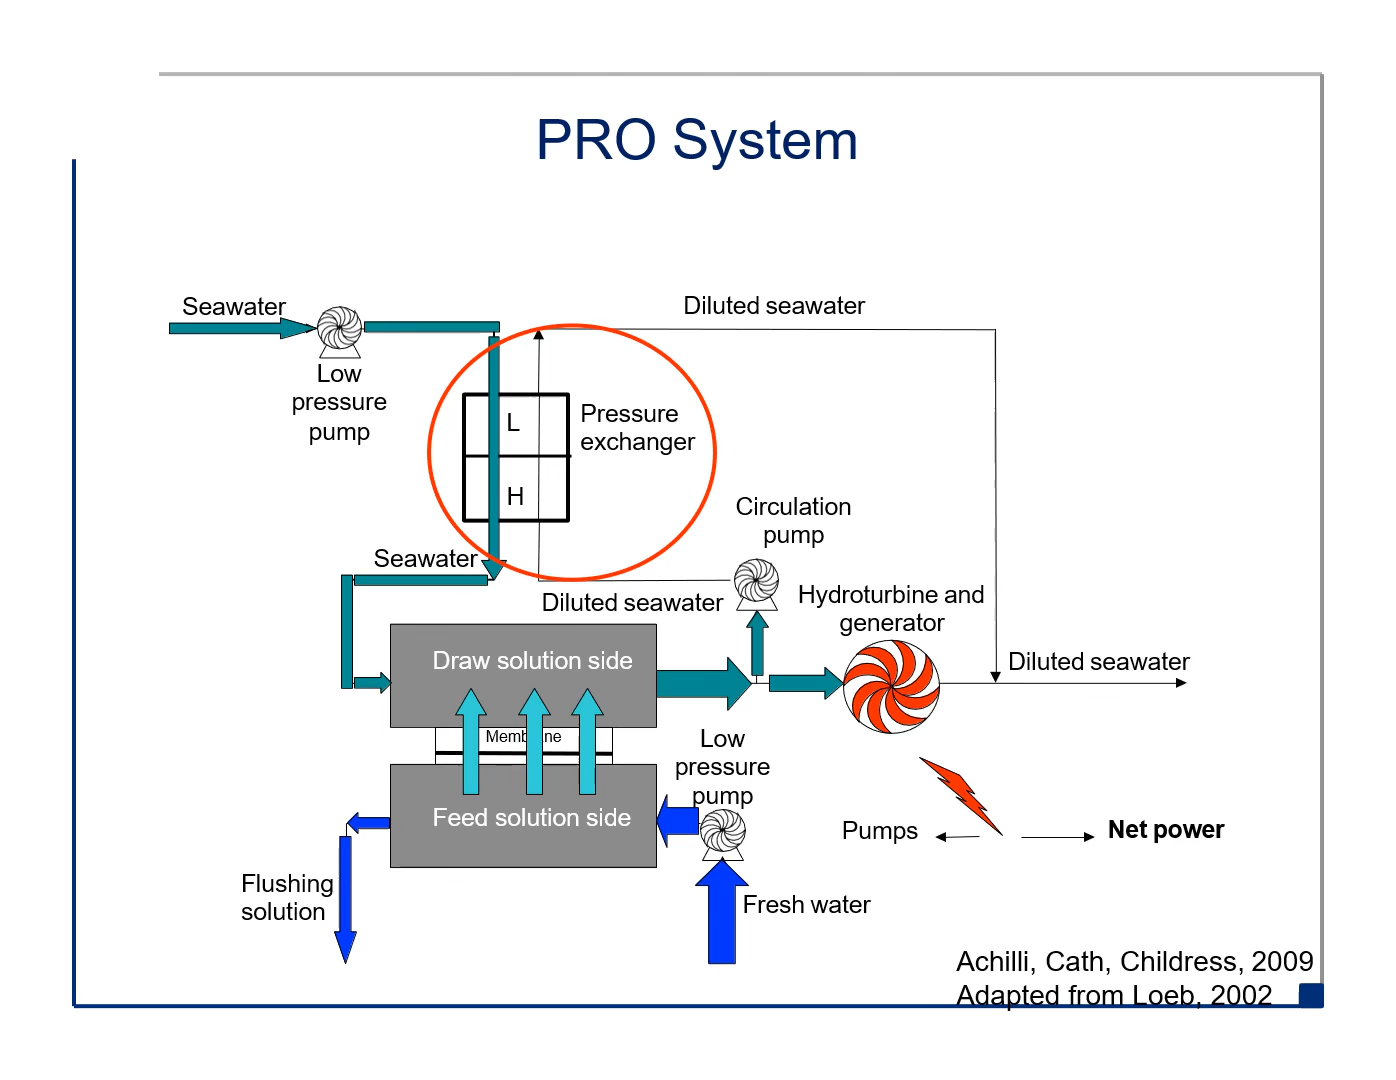 PRO System
Seawater
Diluted seawater
Low
pressure
pump
L
Pressure
exchanger
H
Circulation
pump
Seawater
Diluted seawater
Hydroturbine and
generator
Draw solution side
Diluted seawater
Membrane
Low
pressure
pump
Feed solution side
Pumps
Net power
Flushing
solution
Fresh water
Achilli, Cath, Childress, 2009
Adapted from Loeb, 2002